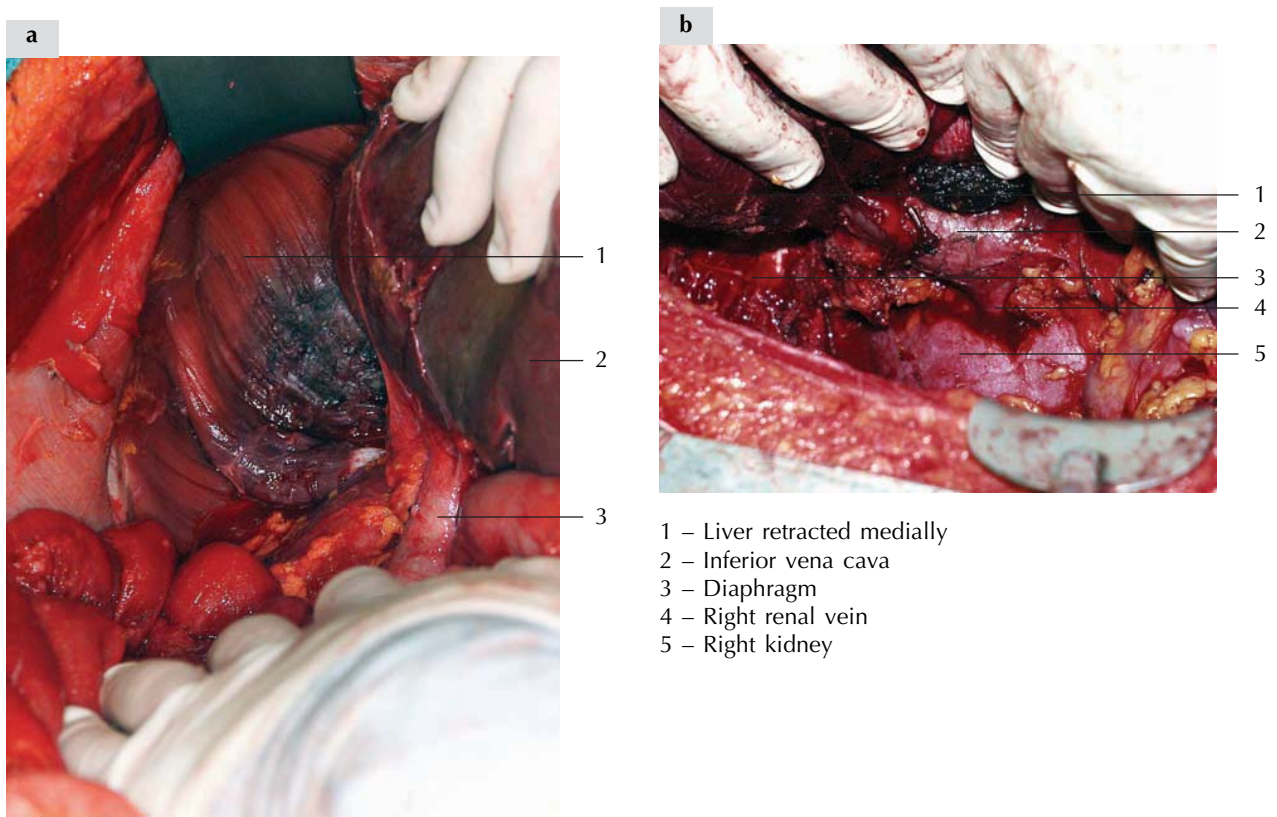 a
1
2
3
b
1
2
3
4
5
1 – Liver retracted medially
2 – Inferior vena cava
3 – Diaphragm
4 – Right renal vein
5 – Right kidney